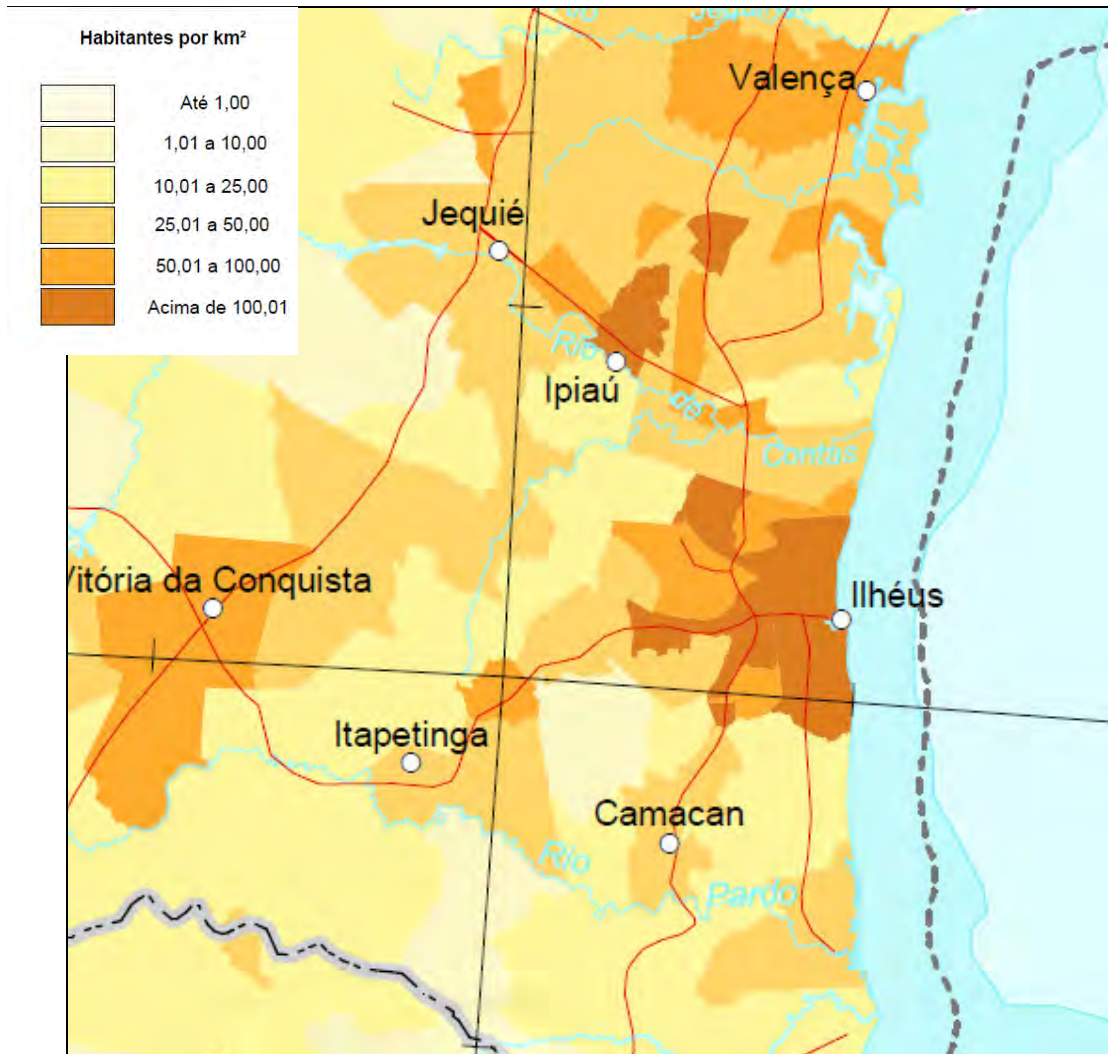 Habitantes por km²
Até 1,00
1,01 a 10,00
10,01 a 25,00
25,01 a 50,00
50,01 a 100,00
Acima de 100,01
Valença
Jequié
Rio
de
Contas
Ipiaú
Vitória da Conquista
Ilhéus
Itapetinga
Camacan
Rio
Pardo